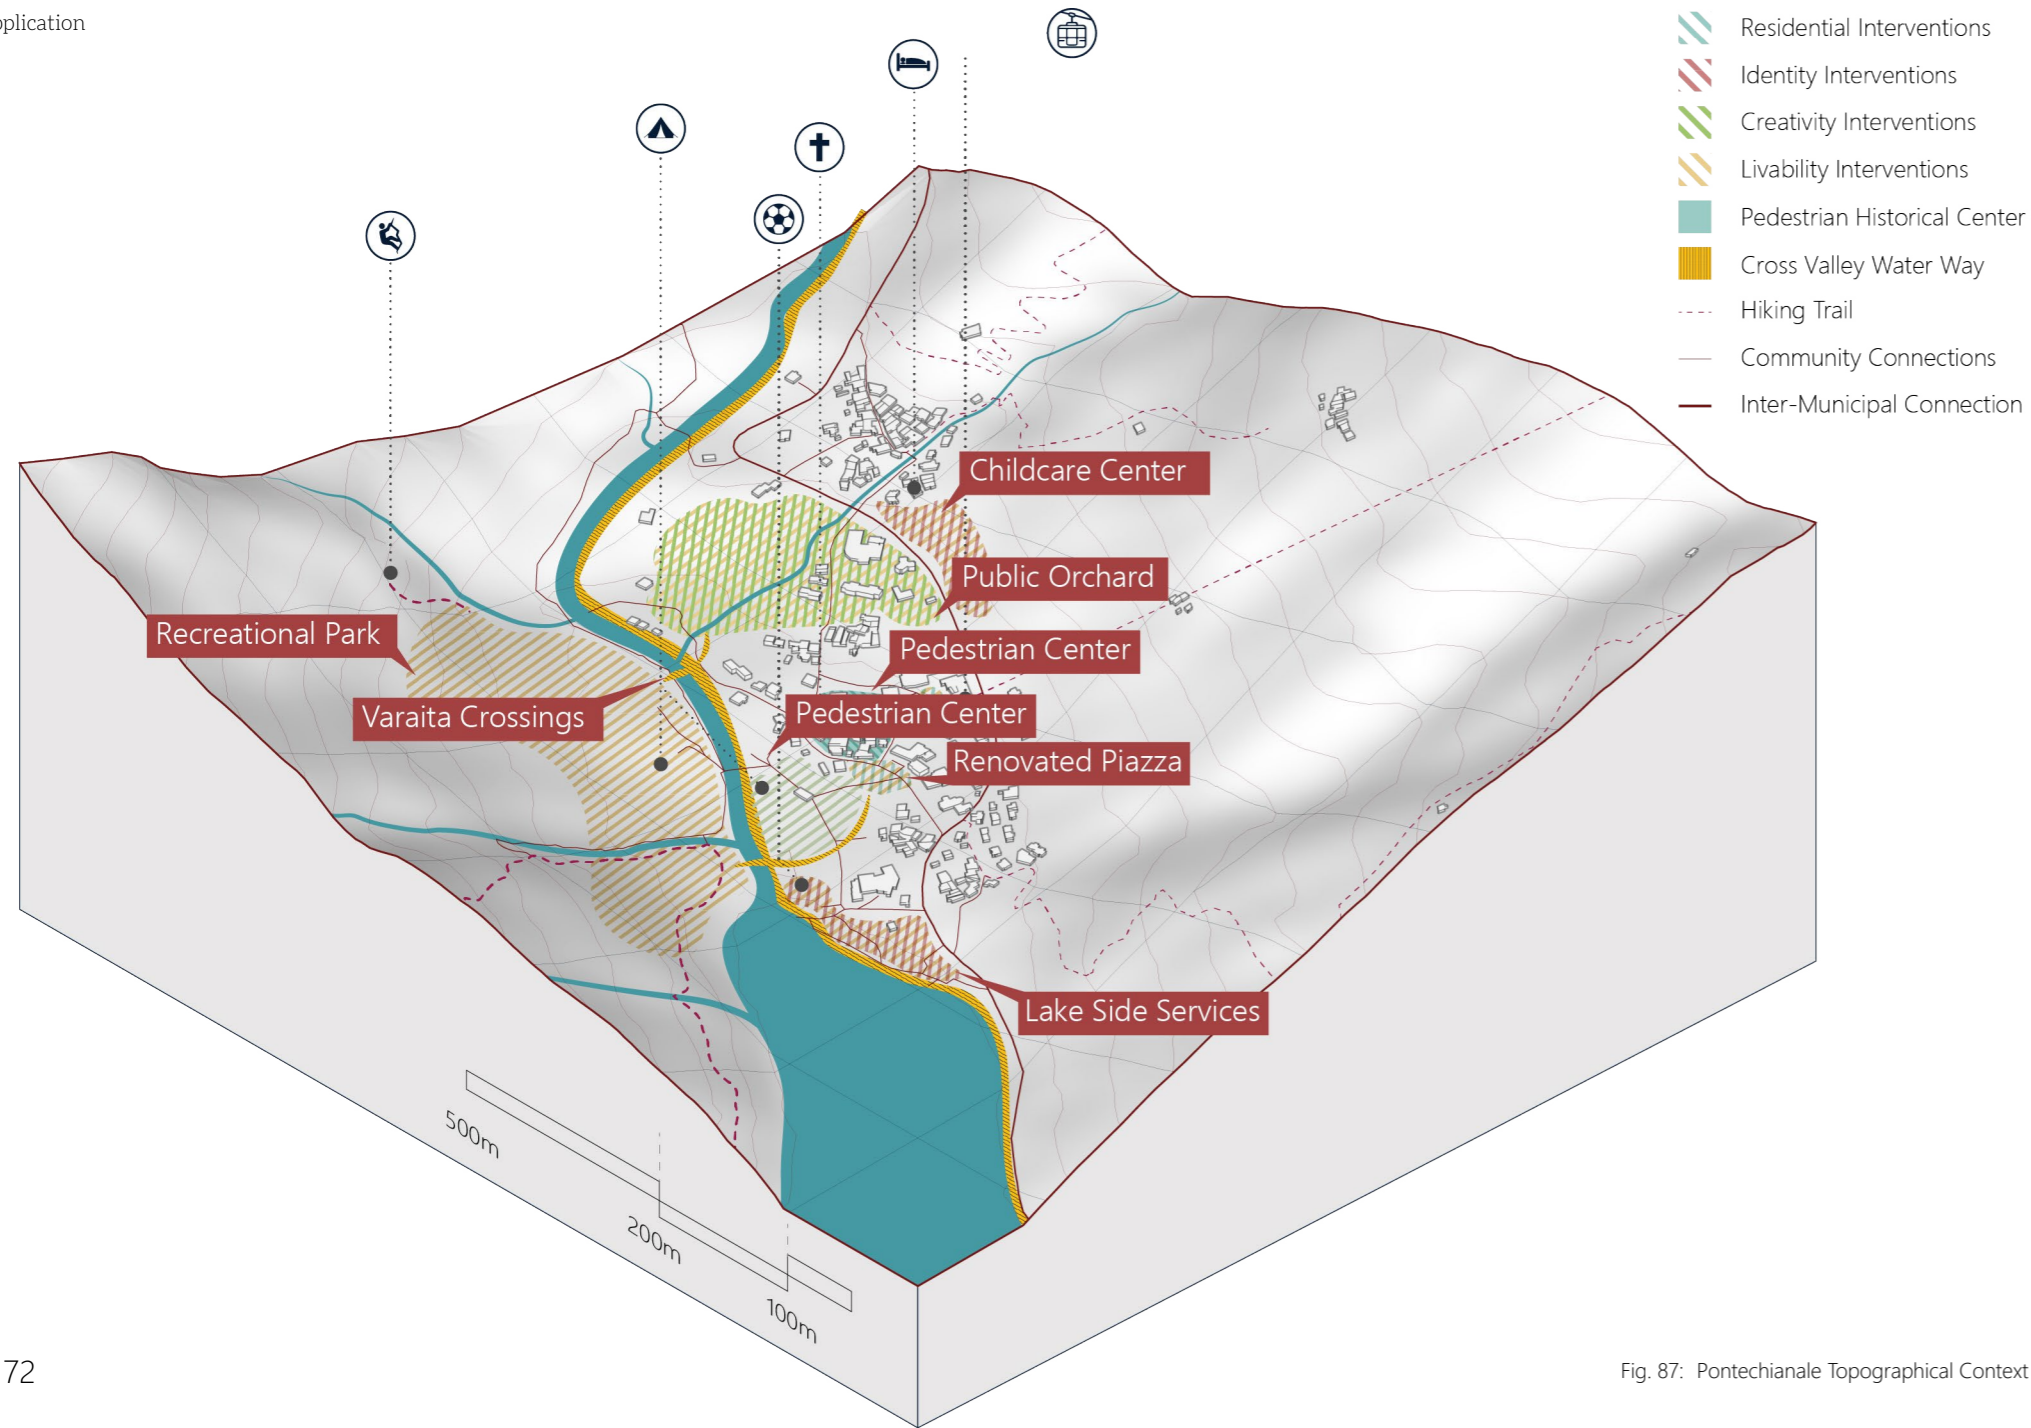 pplication
Residential Interventions
Identity Interventions
Creativity Interventions
Livability Interventions
Pedestrian Historical Center
Cross Valley Water Way
Hiking Trail
Community Connections
Inter-Municipal Connection
Childcare Center
Public Orchard
Recreational Park
Pedestrian Center
Varaita Crossings
Pedestrian Center
Renovated Piazza
Lake Side Services
500m
200m
100m
72
Fig. 87: Pontechianale Topographical Context